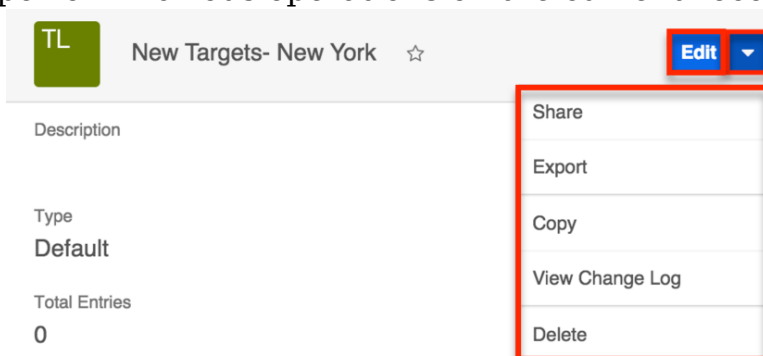 TL
New Targets- New York
Edit
Description
Share
Export
Type
Default
Copy
View Change Log
Total Entries
0
Delete